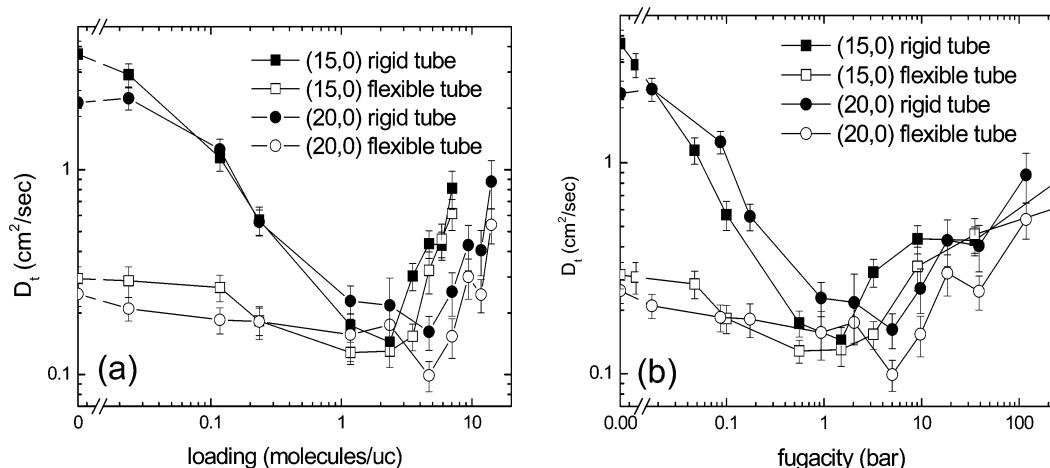 (15,0) rigid tube
(15,0) flexible tube
(20,0) rigid tube
(20,0) flexible tube
1
0.1
D_t (cm²/sec)
(a)
0 0.1 1 10
loading (molecules/uc)
(15,0) rigid tube
(15,0) flexible tube
(20,0) rigid tube
(20,0) flexible tube
1
0.1
D_t (cm²/sec)
(b)
0.00 0.1 1 10 100
fugacity (bar)